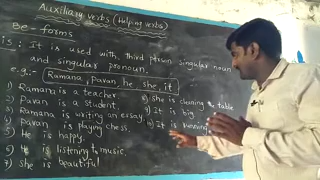 Auxiliary verbs (Helping verbs)
Be - forms
is : It is used with third person singular noun
and singular pronoun.
e.g:- Ramana, Pavan he she, it
1) Ramana is a teacher.
2) Pavan is a student.
3) Ramana is writing an essay.
4) Pavan is playing chess.
5) He is happy
6) He is listening to music.
7) She is beautiful
8) She is cleaning the table
9) It is big
10) It is running